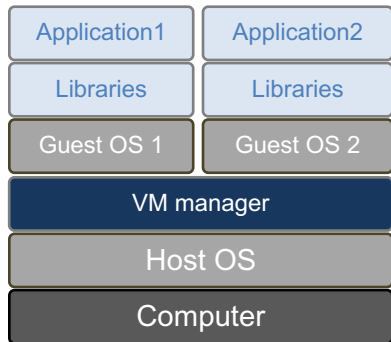 Application1 Application2
Libraries Libraries
Guest OS 1 Guest OS 2
VM manager
Host OS
Computer